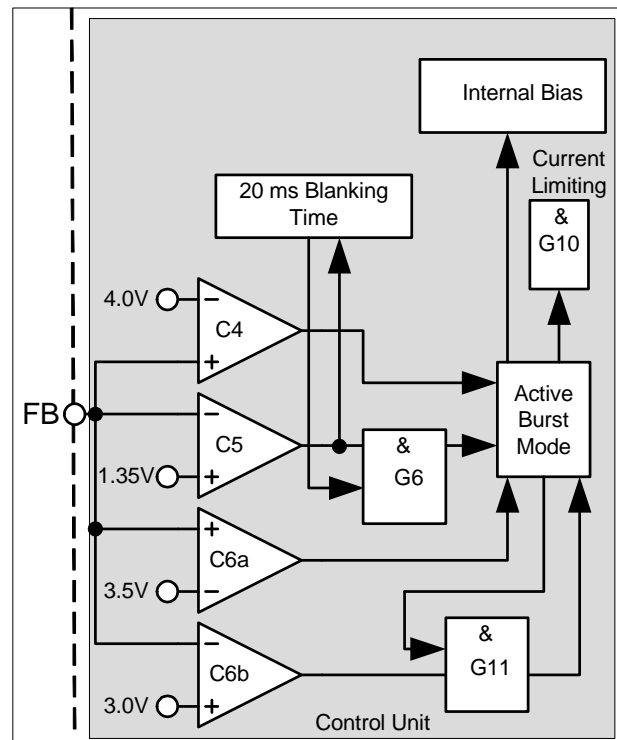 Internal Bias
Current
Limiting
20 ms Blanking
Time
&
G10
4.0V
−
C4
+
FB
−
C5
+
1.35V
&
G6
Active
Burst
Mode
+
C6a
−
3.5V
−
C6b
+
3.0V
&
G11
Control Unit